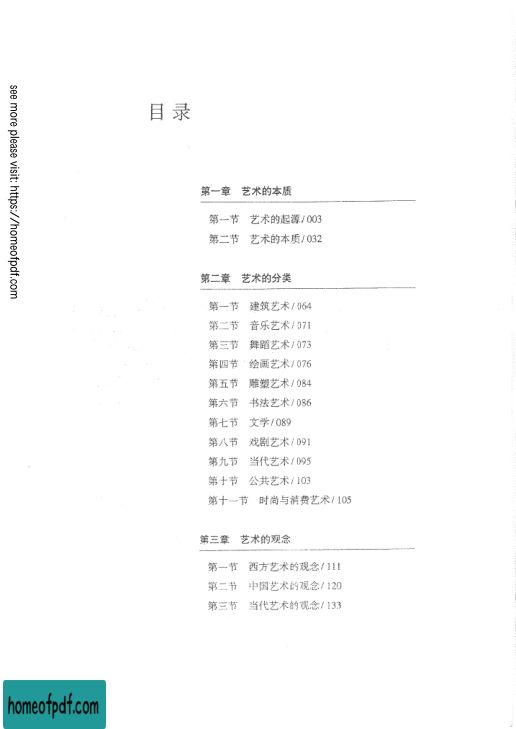 目录
第一章 艺术的本质
第一节 艺术的起源/003
第二节 艺术的本质/032
第二章 艺术的分类
第一节 建筑艺术/064
第二节 音乐艺术/071
第三节 舞蹈艺术/073
第四节 绘画艺术/076
第五节 雕塑艺术/084
第六节 书法艺术/086
第七节 文学/089
第八节 戏剧艺术/091
第九节 当代艺术/095
第十节 公共艺术/103
第十一节 时尚与消费艺术/105
第三章 艺术的观念
第一节 西方艺术的观念/111
第二节 中国艺术的观念/120
第三节 当代艺术的观念/133
see more please visit: https://homeofpdf.com
homeofpdf.com